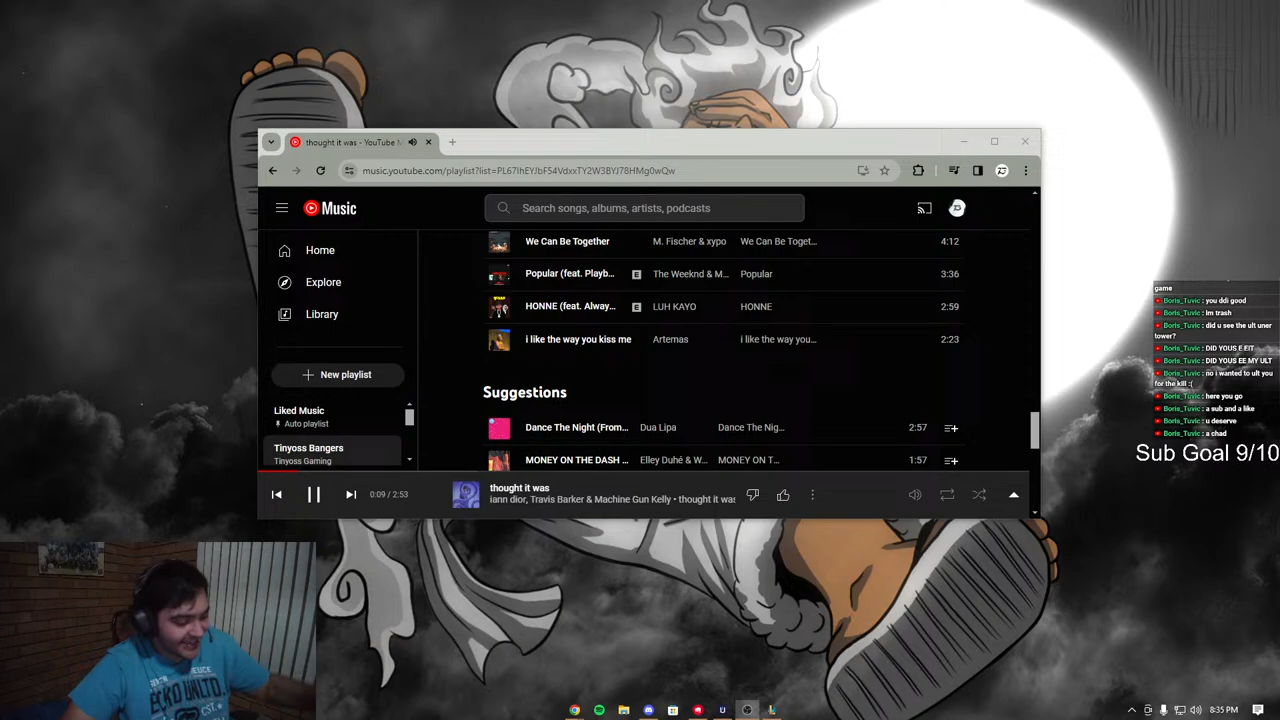 thought it was - YouTube M
music.youtube.com/playlist?list=PL67IhEYJbF54VdxxTY2W3BYJ78HMg0wQw
Music
Search songs, albums, artists, podcasts
Home
Explore
Library
New playlist
Liked Music
Auto playlist
Tinyoss Bangers
Tinyoss Gaming
We Can Be Together M. Fischer & xypo We Can Be Toget... 4:12
Popular (feat. Playb... E The Weeknd & M... Popular 3:36
HONNE (feat. Alway... E LUH KAYO HONNE 2:59
i like the way you kiss me Artemas i like the way you... 2:23
Suggestions
Dance The Night (From... Dua Lipa Dance The Nig... 2:57
MONEY ON THE DASH ... Elley Duhé & W... MONEY ON T... 1:57
0:09 / 2:53
thought it was
iann dior, Travis Barker & Machine Gun Kelly • thought it was
game
Boris_Tuvic : you ddi good
Boris_Tuvic : im trash
Boris_Tuvic : did u see the ult uner
tower?
Boris_Tuvic : DID YOUS E EIT
Boris_Tuvic : DID YOUS EE MY ULT
Boris_Tuvic : no i wanted to ult you
for the kill :(
Boris_Tuvic : here you go
Boris_Tuvic : a sub and a like
Boris_Tuvic : u deserve
Boris_Tuvic : a chad
Sub Goal 9/10
ECKO UNLTD.
8:35 PM